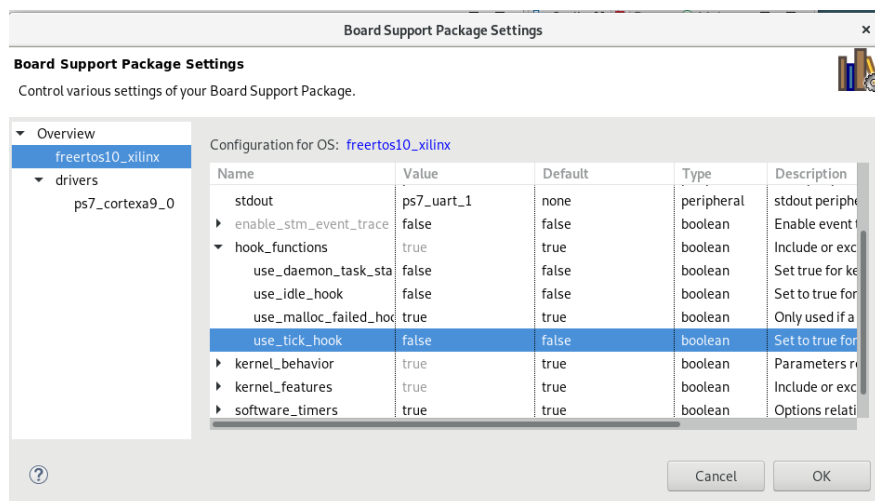 Board Support Package Settings
Board Support Package Settings
Control various settings of your Board Support Package.
Overview
freertos10_xilinx
drivers
ps7_cortexa9_0
Configuration for OS: freertos10_xilinx
Name Value Default Type Description
stdout ps7_uart_1 none peripheral stdout periphe
enable_stm_event_trace false false boolean Enable event
hook_functions true true boolean Include or exc
use_daemon_task_sta false false boolean Set true for ke
use_idle_hook false false boolean Set to true for
use_malloc_failed_hoo true true boolean Only used if a
use_tick_hook false false boolean Set to true for
kernel_behavior true true boolean Parameters r
kernel_features true true boolean Include or exc
software_timers true true boolean Options relati
Cancel OK